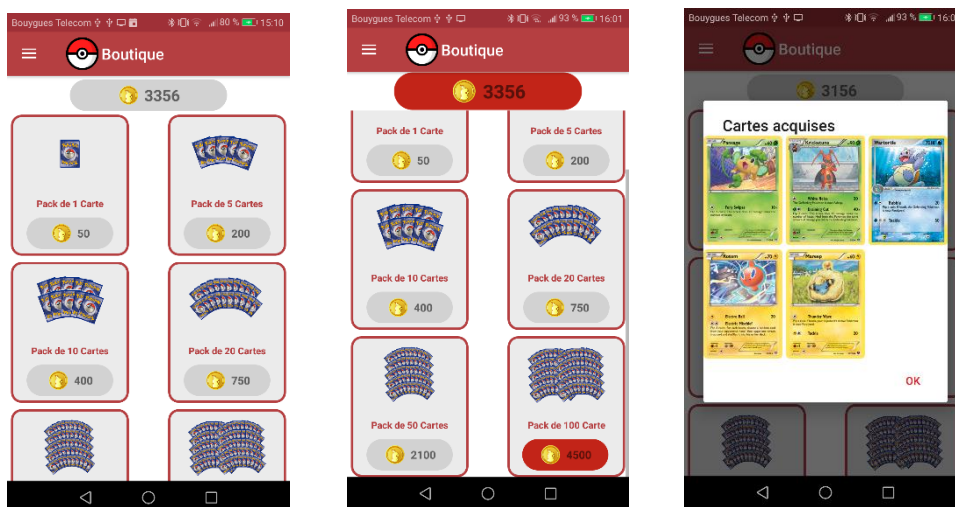 Bouygues Telecom 80 % 15:10
Boutique
3356
Pack de 1 Carte
Pack de 5 Cartes
50
200
Pack de 10 Cartes
Pack de 20 Cartes
400
750
Bouygues Telecom 93 % 16:01
Boutique
3356
Pack de 1 Carte
Pack de 5 Cartes
50
200
Pack de 10 Cartes
Pack de 20 Cartes
400
750
Pack de 50 Cartes
Pack de 100 Carte
2100
4500
Bouygues Telecom 93 % 16:0
Boutique
3156
Cartes acquises
OK